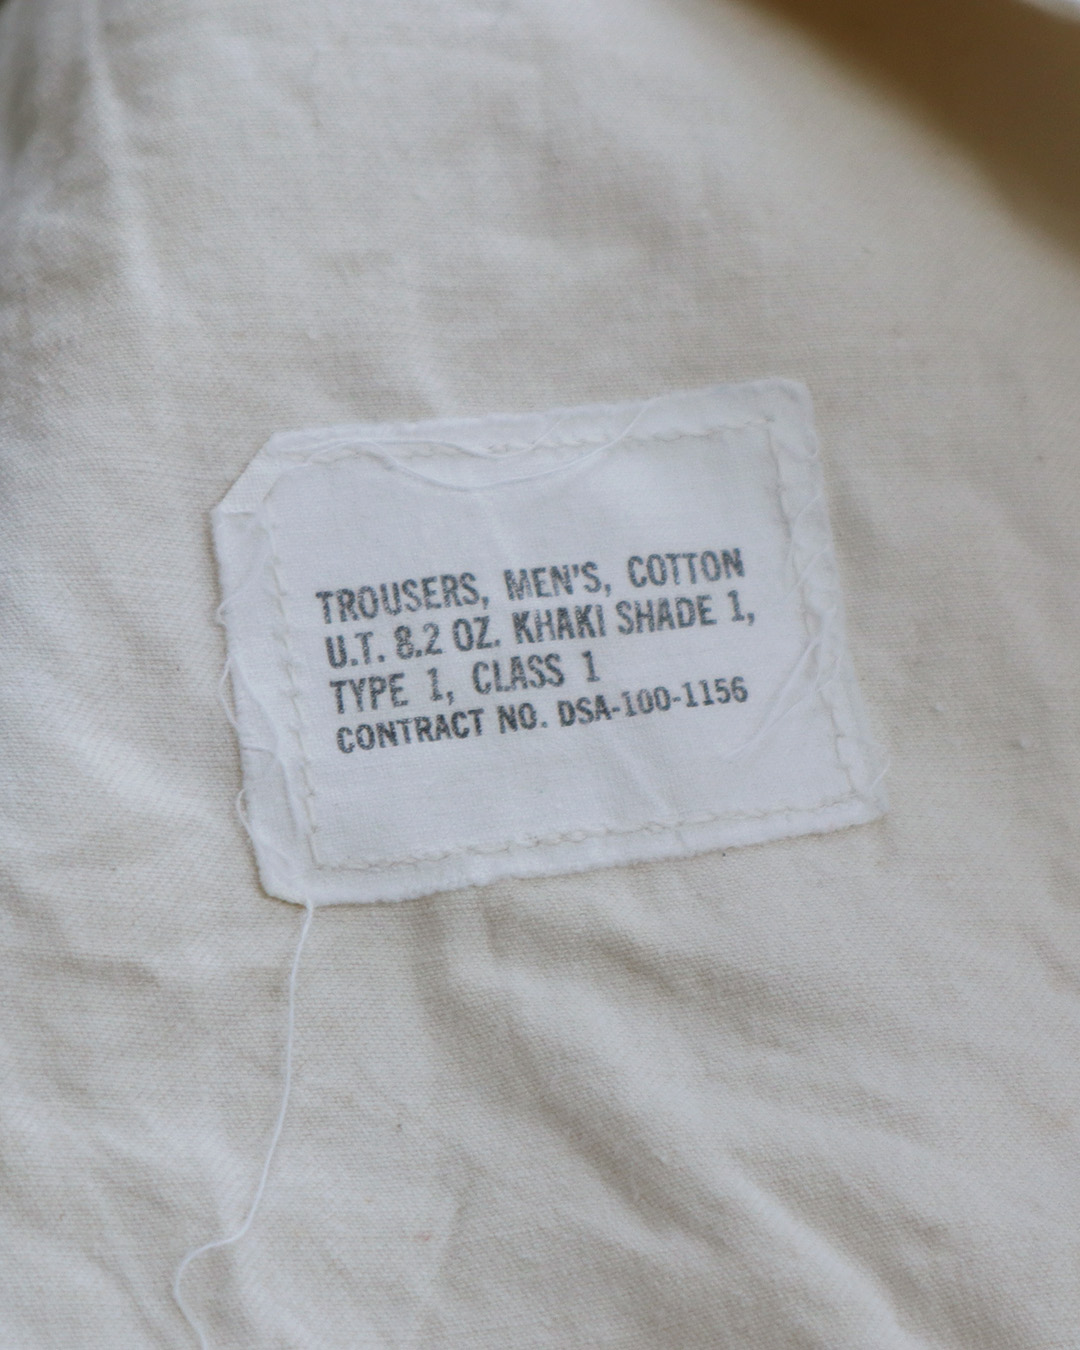 TROUSERS, MEN'S, COTTON
U.T. 8.2 OZ. KHAKI SHADE 1,
TYPE 1, CLASS 1
CONTRACT NO. DSA-100-1156